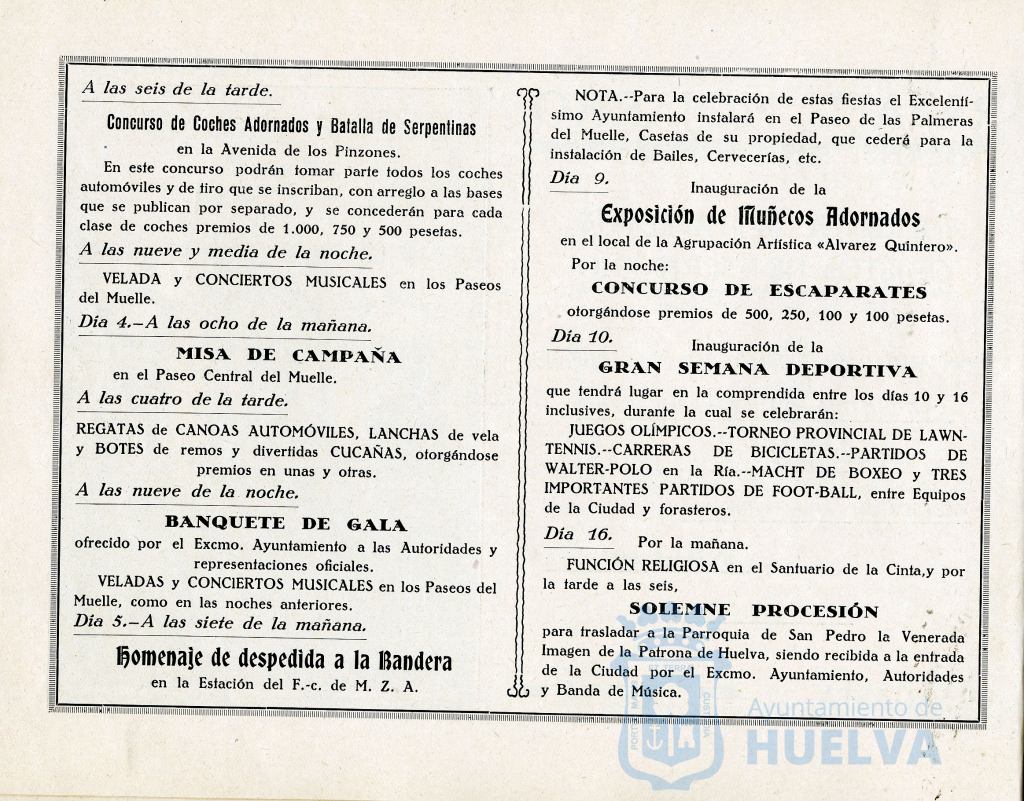 A las seis de la tarde.
Concurso de Coches Adornados y Batalla de Serpentinas
en la Avenida de los Pinzones.
En este concurso podrán tomar parte todos los coches
automóviles y de tiro que se inscriban, con arreglo a las bases
que se publican por separado, y se concederán para cada
clase de coches premios de 1.000, 750 y 500 pesetas.
A las nueve y media de la noche.
VELADA y CONCIERTOS MUSICALES en los Paseos
del Muelle.
Día 4.-A las ocho de la mañana.
MISA DE CAMPAÑA
en el Paseo Central del Muelle.
A las cuatro de la tarde.
REGATAS de CANOAS AUTOMÓVILES, LANCHAS de vela
y BOTES de remos y divertidas CUCAÑAS, otorgándose
premios en unas y otras.
A las nueve de la noche.
BANQUETE DE GALA
ofrecido por el Excmo. Ayuntamiento a las Autoridades y
representaciones oficiales.
VELADAS y CONCIERTOS MUSICALES en los Paseos del
Muelle, como en las noches anteriores.
Día 5.-A las siete de la mañana.
Homenaje de despedida a la Bandera
en la Estación del F.-c. de M. Z. A.
NOTA.--Para la celebración de estas fiestas el Excelentí-
simo Ayuntamiento instalará en el Paseo de las Palmeras
del Muelle, Casetas de su propiedad, que cederá para la
instalación de Bailes, Cervecerías, etc.
Día 9.
Inauguración de la
Exposición de Muñecos Adornados
en el local de la Agrupación Artística «Alvarez Quintero».
Por la noche:
CONCURSO DE ESCAPARATES
otorgándose premios de 500, 250, 100 y 100 pesetas.
Día 10.
Inauguración de la
GRAN SEMANA DEPORTIVA
que tendrá lugar en la comprendida entre los días 10 y 16
inclusives, durante la cual se celebrarán:
JUEGOS OLÍMPICOS.--TORNEO PROVINCIAL DE LAWN-
TENNIS.--CARRERAS DE BICICLETAS.--PARTIDOS DE
WALTER-POLO en la Ría.--MACHT DE BOXEO y TRES
IMPORTANTES PARTIDOS DE FOOT-BALL, entre Equipos
de la Ciudad y forasteros.
Día 16.
Por la mañana.
FUNCIÓN RELIGIOSA en el Santuario de la Cinta,y por
la tarde a las seis,
SOLEMNE PROCESIÓN
para trasladar a la Parroquia de San Pedro la Venerada
Imagen de la Patrona de Huelva, siendo recibida a la entrada
de la Ciudad por el Excmo. Ayuntamiento, Autoridades
y Banda de Música.
Ayuntamiento de
HUELVA